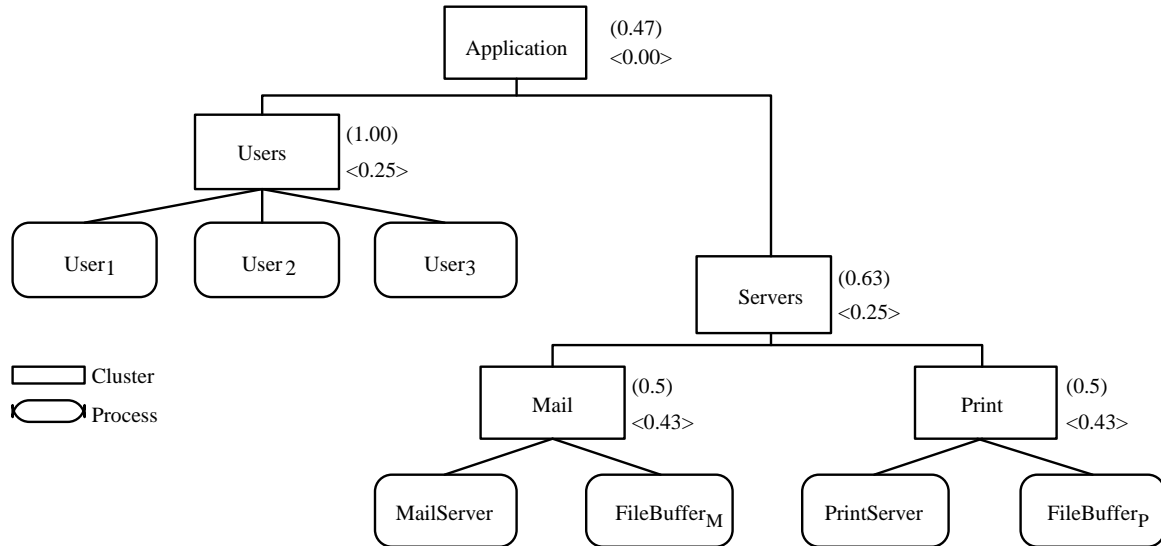 Application
(0.47)
<0.00>
Users
(1.00)
<0.25>
User1
User2
User3
Servers
(0.63)
<0.25>
Cluster
Process
Mail
(0.5)
<0.43>
Print
(0.5)
<0.43>
MailServer
FileBufferM
PrintServer
FileBufferP